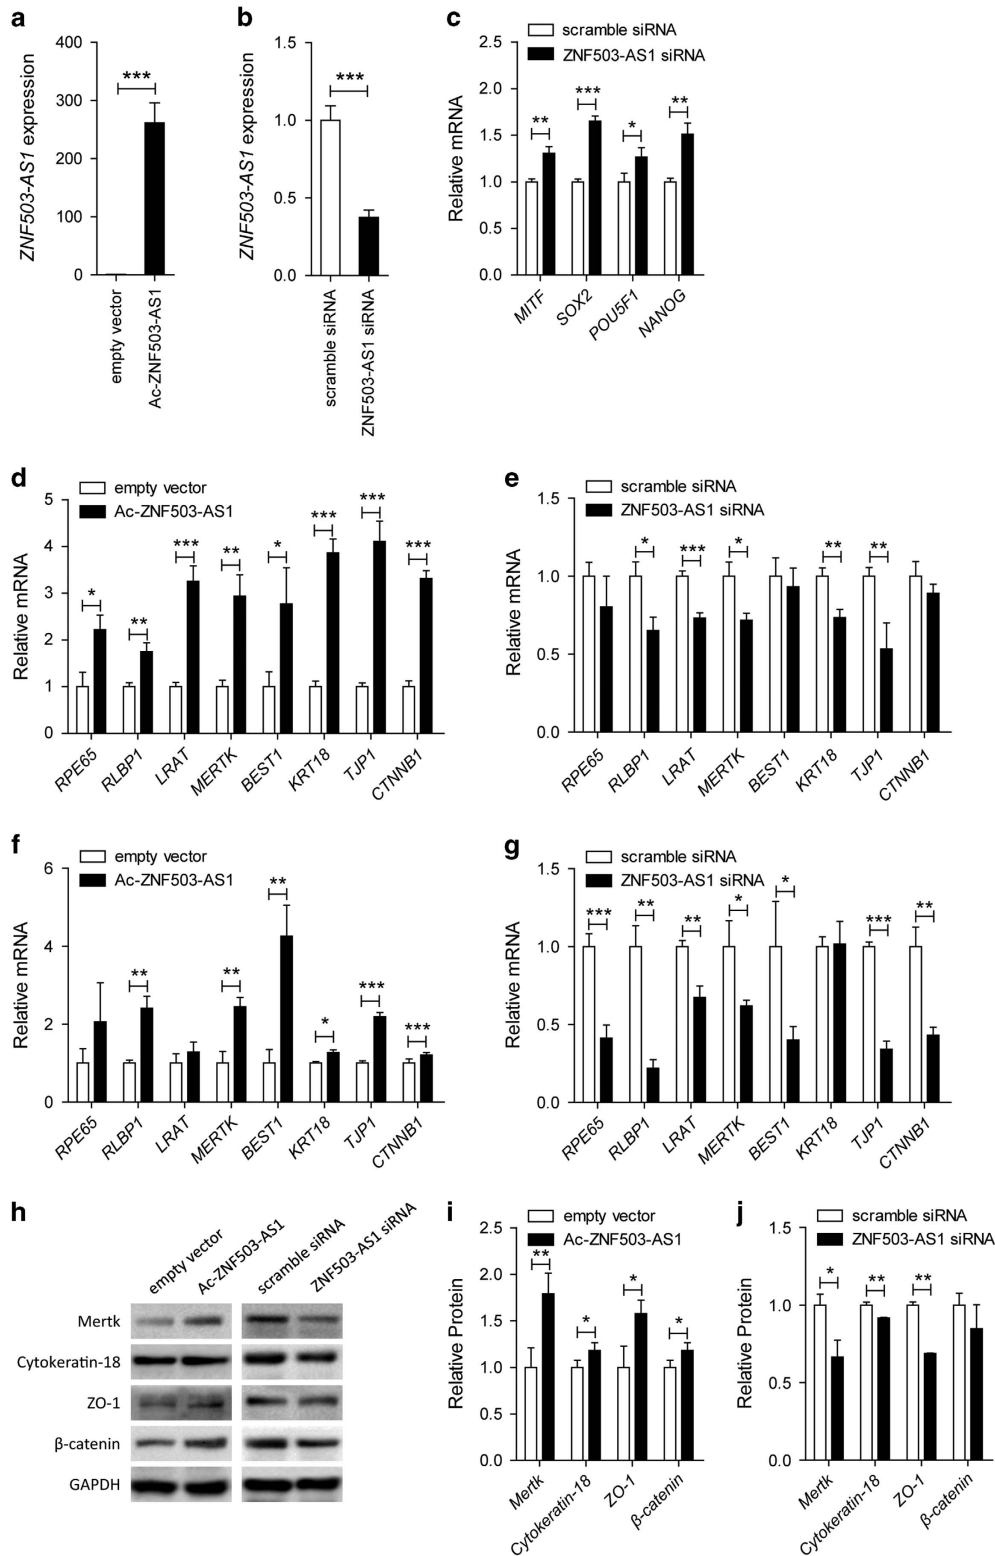 a
ZNF503-AS1 expression
400
300
200
100
0
***
empty vector
Ac-ZNF503-AS1
b
ZNF503-AS1 expression
1.5
1.0
0.5
0.0
***
scramble siRNA
ZNF503-AS1 siRNA
c
scramble siRNA
ZNF503-AS1 siRNA
Relative mRNA
2.5
2.0
1.5
1.0
0.5
0.0
** *** * **
MITF SOX2 POU5F1 NANOG
d
empty vector
Ac-ZNF503-AS1
Relative mRNA
5
4
3
2
1
0
* ** *** ** * *** *** ***
RPE65 RLBP1 LRAT MERTK BEST1 KRT18 TJP1 CTNNB1
e
scramble siRNA
ZNF503-AS1 siRNA
Relative mRNA
1.5
1.0
0.5
0.0
* *** * ** **
RPE65 RLBP1 LRAT MERTK BEST1 KRT18 TJP1 CTNNB1
f
empty vector
Ac-ZNF503-AS1
Relative mRNA
6
4
2
0
** ** ** * *** ***
RPE65 RLBP1 LRAT MERTK BEST1 KRT18 TJP1 CTNNB1
g
scramble siRNA
ZNF503-AS1 siRNA
Relative mRNA
1.5
1.0
0.5
0.0
*** ** ** * * *** **
RPE65 RLBP1 LRAT MERTK BEST1 KRT18 TJP1 CTNNB1
h
empty vector
Ac-ZNF503-AS1
scramble siRNA
ZNF503-AS1 siRNA
Mertk
Cytokeratin-18
ZO-1
β-catenin
GAPDH
i
empty vector
Ac-ZNF503-AS1
Relative Protein
2.5
2.0
1.5
1.0
0.5
0.0
** * * *
Mertk Cytokeratin-18 ZO-1 β-catenin
j
scramble siRNA
ZNF503-AS1 siRNA
Relative Protein
1.5
1.0
0.5
0.0
* ** **
Mertk Cytokeratin-18 ZO-1 β-catenin